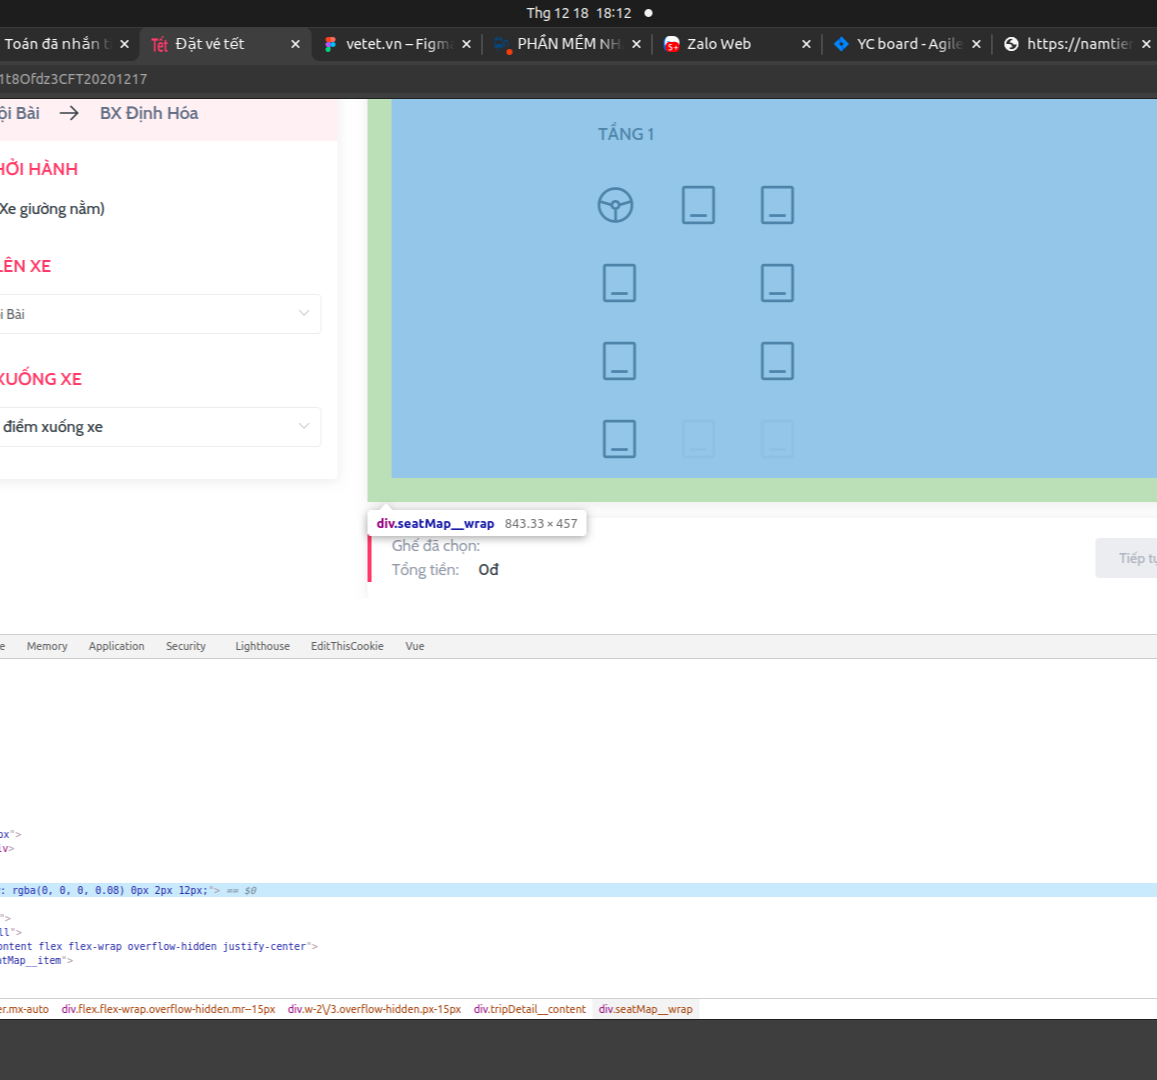 Thg 12 18 18:12
Toán đã nhắn t
Tết Đặt vé tết
vetet.vn – Figma
PHẦN MỀM NH
Zalo Web
YC board - Agile
https://namtier
1t8Ofdz3CFT20201217
ội Bài → BX Định Hóa
HỞI HÀNH
Xe giường nằm)
LÊN XE
i Bài
XUỐNG XE
điểm xuống xe
TẦNG 1
div.seatMap__wrap 843.33 × 457
Ghế đã chọn:
Tổng tiền: 0đ
Tiếp tụ
e Memory Application Security Lighthouse EditThisCookie Vue
px">
iv>
: rgba(0, 0, 0, 0.08) 0px 2px 12px;"> == $0
">
ll">
ontent flex flex-wrap overflow-hidden justify-center">
atMap__item">
er.mx-auto div.flex.flex-wrap.overflow-hidden.mr--15px div.w-2\/3.overflow-hidden.px-15px div.tripDetail__content div.seatMap__wrap